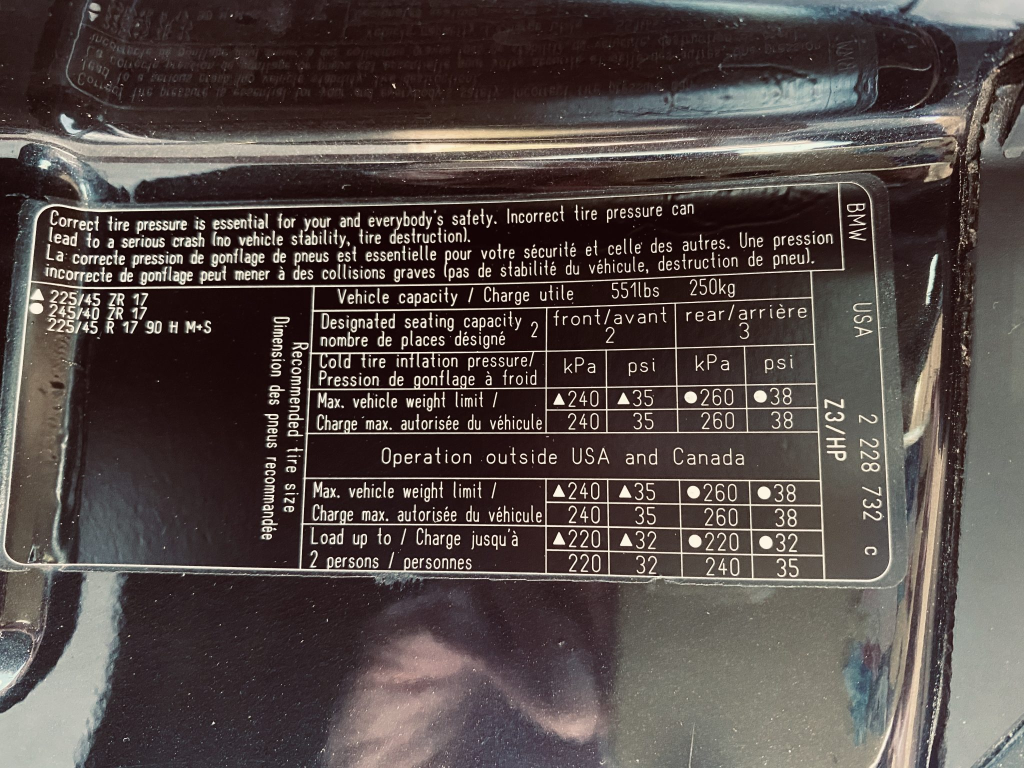 Correct tire pressure is essential for your and everybody's safety. Incorrect tire pressure can
lead to a serious crash (no vehicle stability, tire destruction).
La correcte pression de gonflage de pneus est essentielle pour votre sécurité et celle des autres. Une pression
incorrecte de gonflage peut mener à des collisions graves (pas de stabilité du véhicule, destruction de pneu).
BMW USA 2 228 732 c
Z3/HP
▲ 225/45 ZR 17
● 245/40 ZR 17
225/45 R 17 90 H M+S
Recommended tire size
Dimension des pneus recommandée
Vehicle capacity / Charge utile 551lbs 250kg
Designated seating capacity 2 front/avant rear/arrière
nombre de places désigné 2 3
Cold tire inflation pressure/ kPa psi kPa psi
Pression de gonflage à froid
Max. vehicle weight limit / ▲240 ▲35 ●260 ●38
Charge max. autorisée du véhicule 240 35 260 38
Operation outside USA and Canada
Max. vehicle weight limit / ▲240 ▲35 ●260 ●38
Charge max. autorisée du véhicule 240 35 260 38
Load up to / Charge jusqu'à ▲220 ▲32 ●220 ●32
2 persons / personnes 220 32 240 35